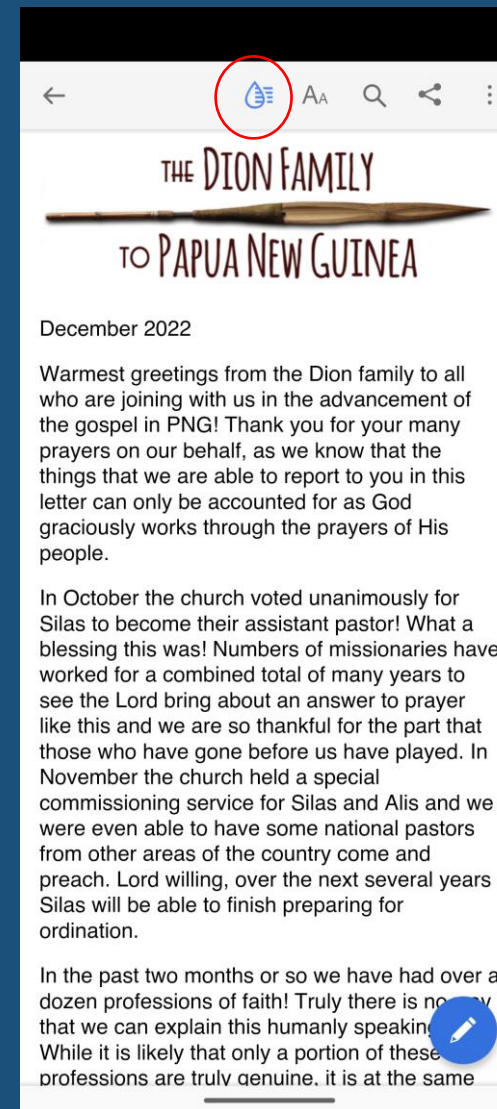 AA
THE DION FAMILY
TO PAPUA NEW GUINEA
December 2022
Warmest greetings from the Dion family to all
who are joining with us in the advancement of
the gospel in PNG! Thank you for your many
prayers on our behalf, as we know that the
things that we are able to report to you in this
letter can only be accounted for as God
graciously works through the prayers of His
people.
In October the church voted unanimously for
Silas to become their assistant pastor! What a
blessing this was! Numbers of missionaries have
worked for a combined total of many years to
see the Lord bring about an answer to prayer
like this and we are so thankful for the part that
those who have gone before us have played. In
November the church held a special
commissioning service for Silas and Alis and we
were even able to have some national pastors
from other areas of the country come and
preach. Lord willing, over the next several years
Silas will be able to finish preparing for
ordination.
In the past two months or so we have had over a
dozen professions of faith! Truly there is no
that we can explain this humanly speaking
While it is likely that only a portion of these
professions are truly genuine, it is at the same